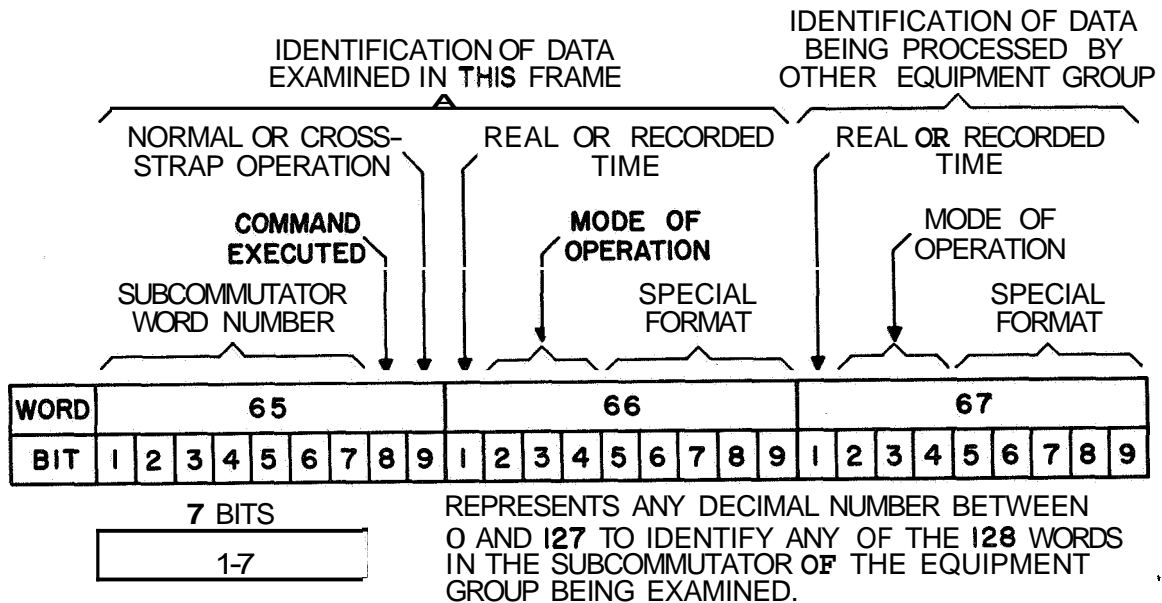 IDENTIFICATION OF DATA
EXAMINED IN THIS FRAME
IDENTIFICATION OF DATA
BEING PROCESSED BY
OTHER EQUIPMENT GROUP
NORMAL OR CROSS-
STRAP OPERATION
REAL OR RECORDED
TIME
REAL OR RECORDED
TIME
COMMAND
EXECUTED
MODE OF
OPERATION
MODE OF
OPERATION
SUBCOMMUTATOR
WORD NUMBER
SPECIAL
FORMAT
SPECIAL
FORMAT
WORD 65 66 67
BIT 1 2 3 4 5 6 7 8 9 1 2 3 4 5 6 7 8 9 1 2 3 4 5 6 7 8 9
7 BITS
1-7
REPRESENTS ANY DECIMAL NUMBER BETWEEN
0 AND 127 TO IDENTIFY ANY OF THE 128 WORDS
IN THE SUBCOMMUTATOR OF THE EQUIPMENT
GROUP BEING EXAMINED.